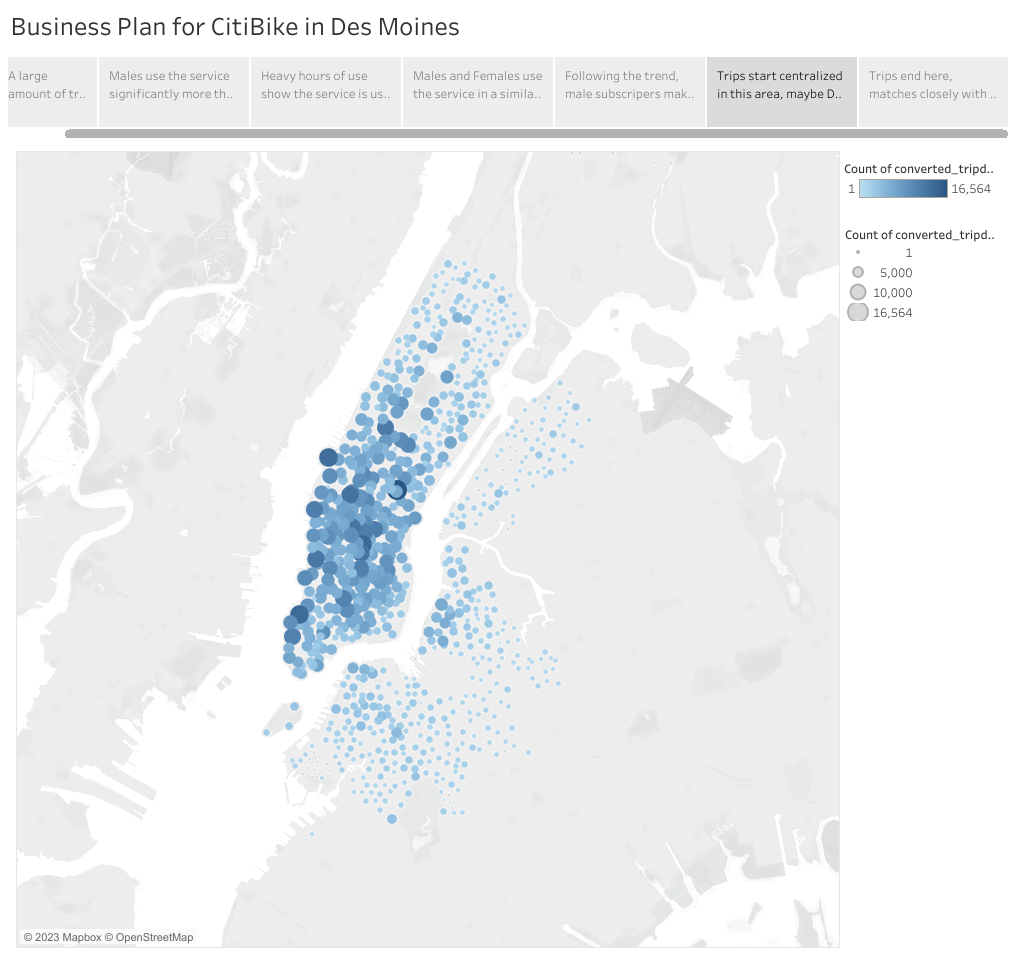 Business Plan for CitiBike in Des Moines
A large
amount of tr..
Males use the service
significantly more th..
Heavy hours of use
show the service is us..
Males and Females use
the service in a simila..
Following the trend,
male subscripers mak..
Trips start centralized
in this area, maybe D..
Trips end here,
matches closely with ..
Count of converted_tripd..
1 16,564
Count of converted_tripd..
1
5,000
10,000
16,564
© 2023 Mapbox © OpenStreetMap